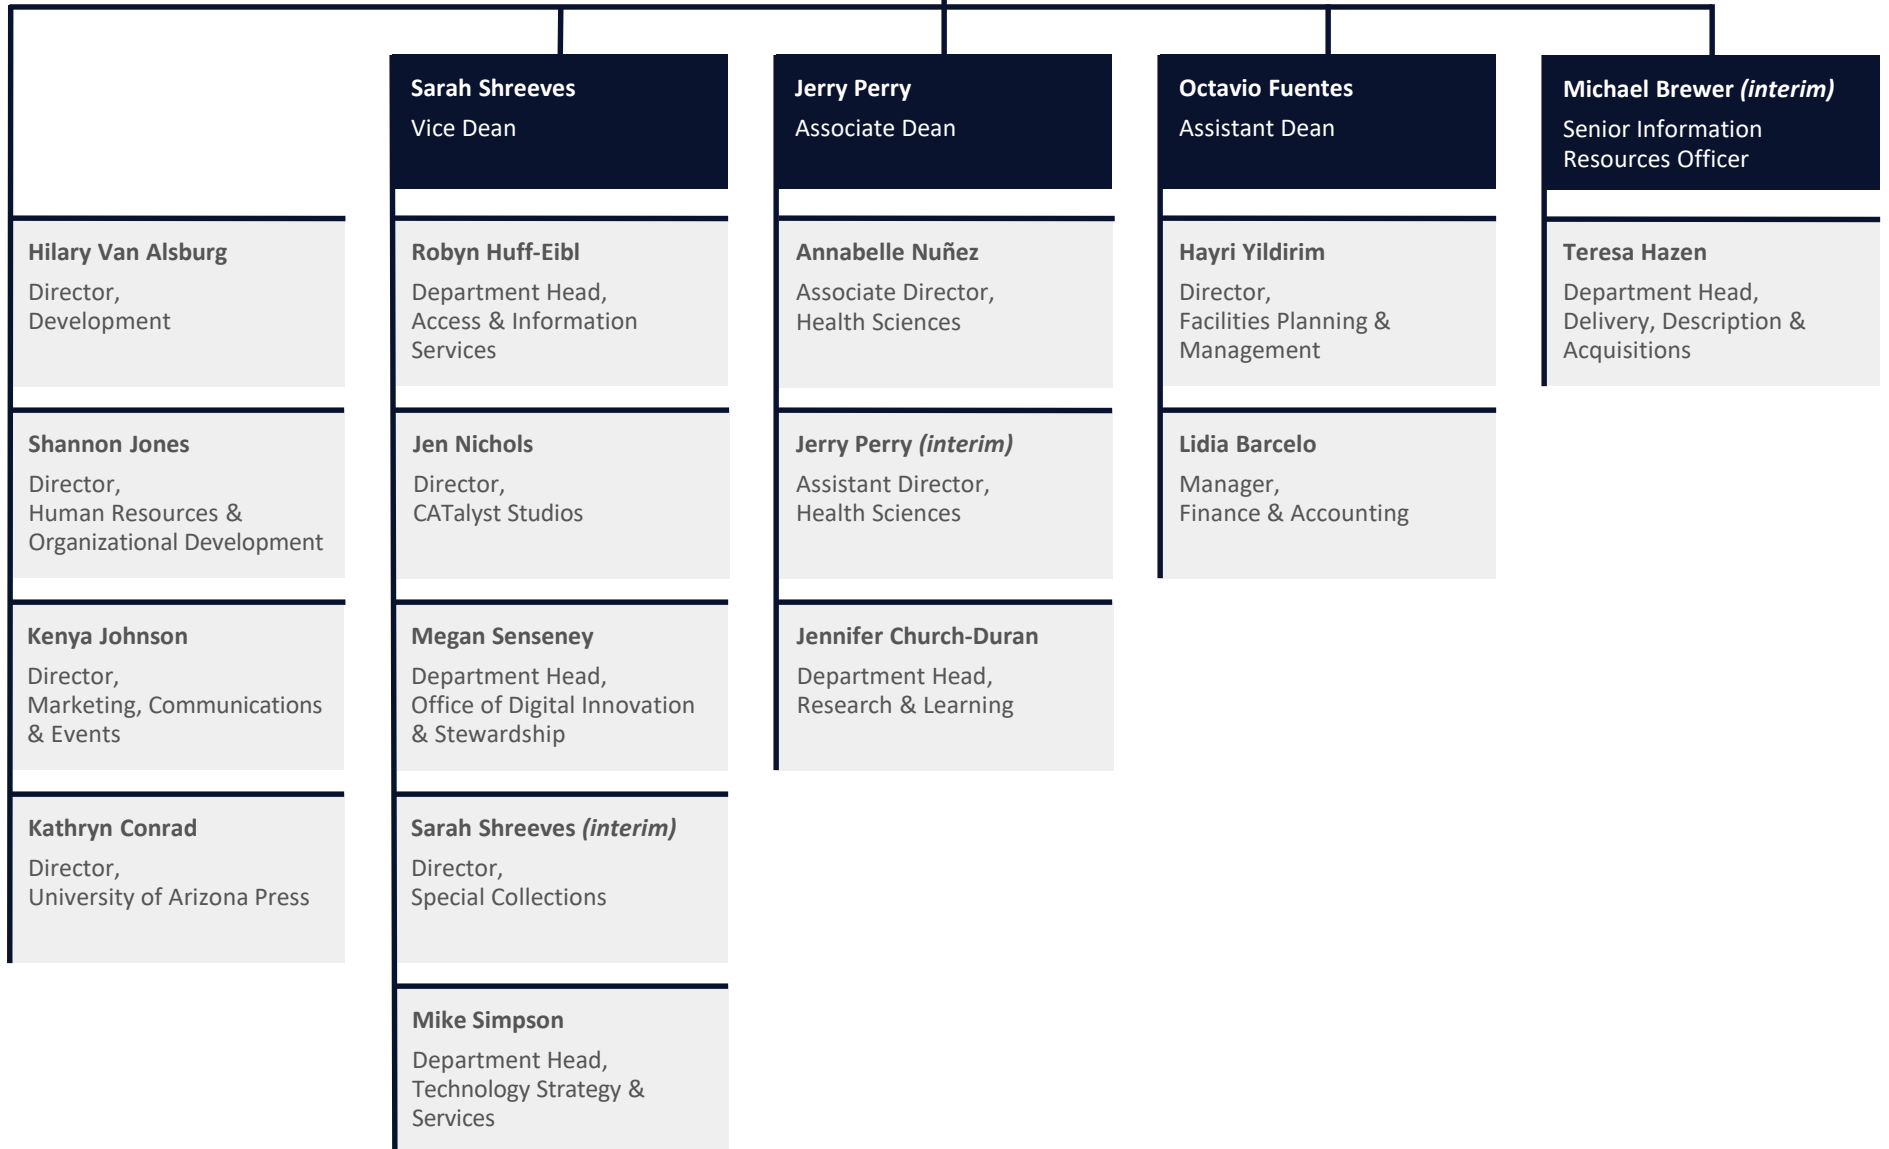 Sarah Shreeves
Vice Dean
Jerry Perry
Associate Dean
Octavio Fuentes
Assistant Dean
Michael Brewer (interim)
Senior Information
Resources Officer
Hilary Van Alsburg
Director,
Development
Shannon Jones
Director,
Human Resources &
Organizational Development
Kenya Johnson
Director,
Marketing, Communications
& Events
Kathryn Conrad
Director,
University of Arizona Press
Robyn Huff-Eibl
Department Head,
Access & Information
Services
Jen Nichols
Director,
CATalyst Studios
Megan Senseney
Department Head,
Office of Digital Innovation
& Stewardship
Sarah Shreeves (interim)
Director,
Special Collections
Mike Simpson
Department Head,
Technology Strategy &
Services
Annabelle Nuñez
Associate Director,
Health Sciences
Jerry Perry (interim)
Assistant Director,
Health Sciences
Jennifer Church-Duran
Department Head,
Research & Learning
Hayri Yildirim
Director,
Facilities Planning &
Management
Lidia Barcelo
Manager,
Finance & Accounting
Teresa Hazen
Department Head,
Delivery, Description &
Acquisitions